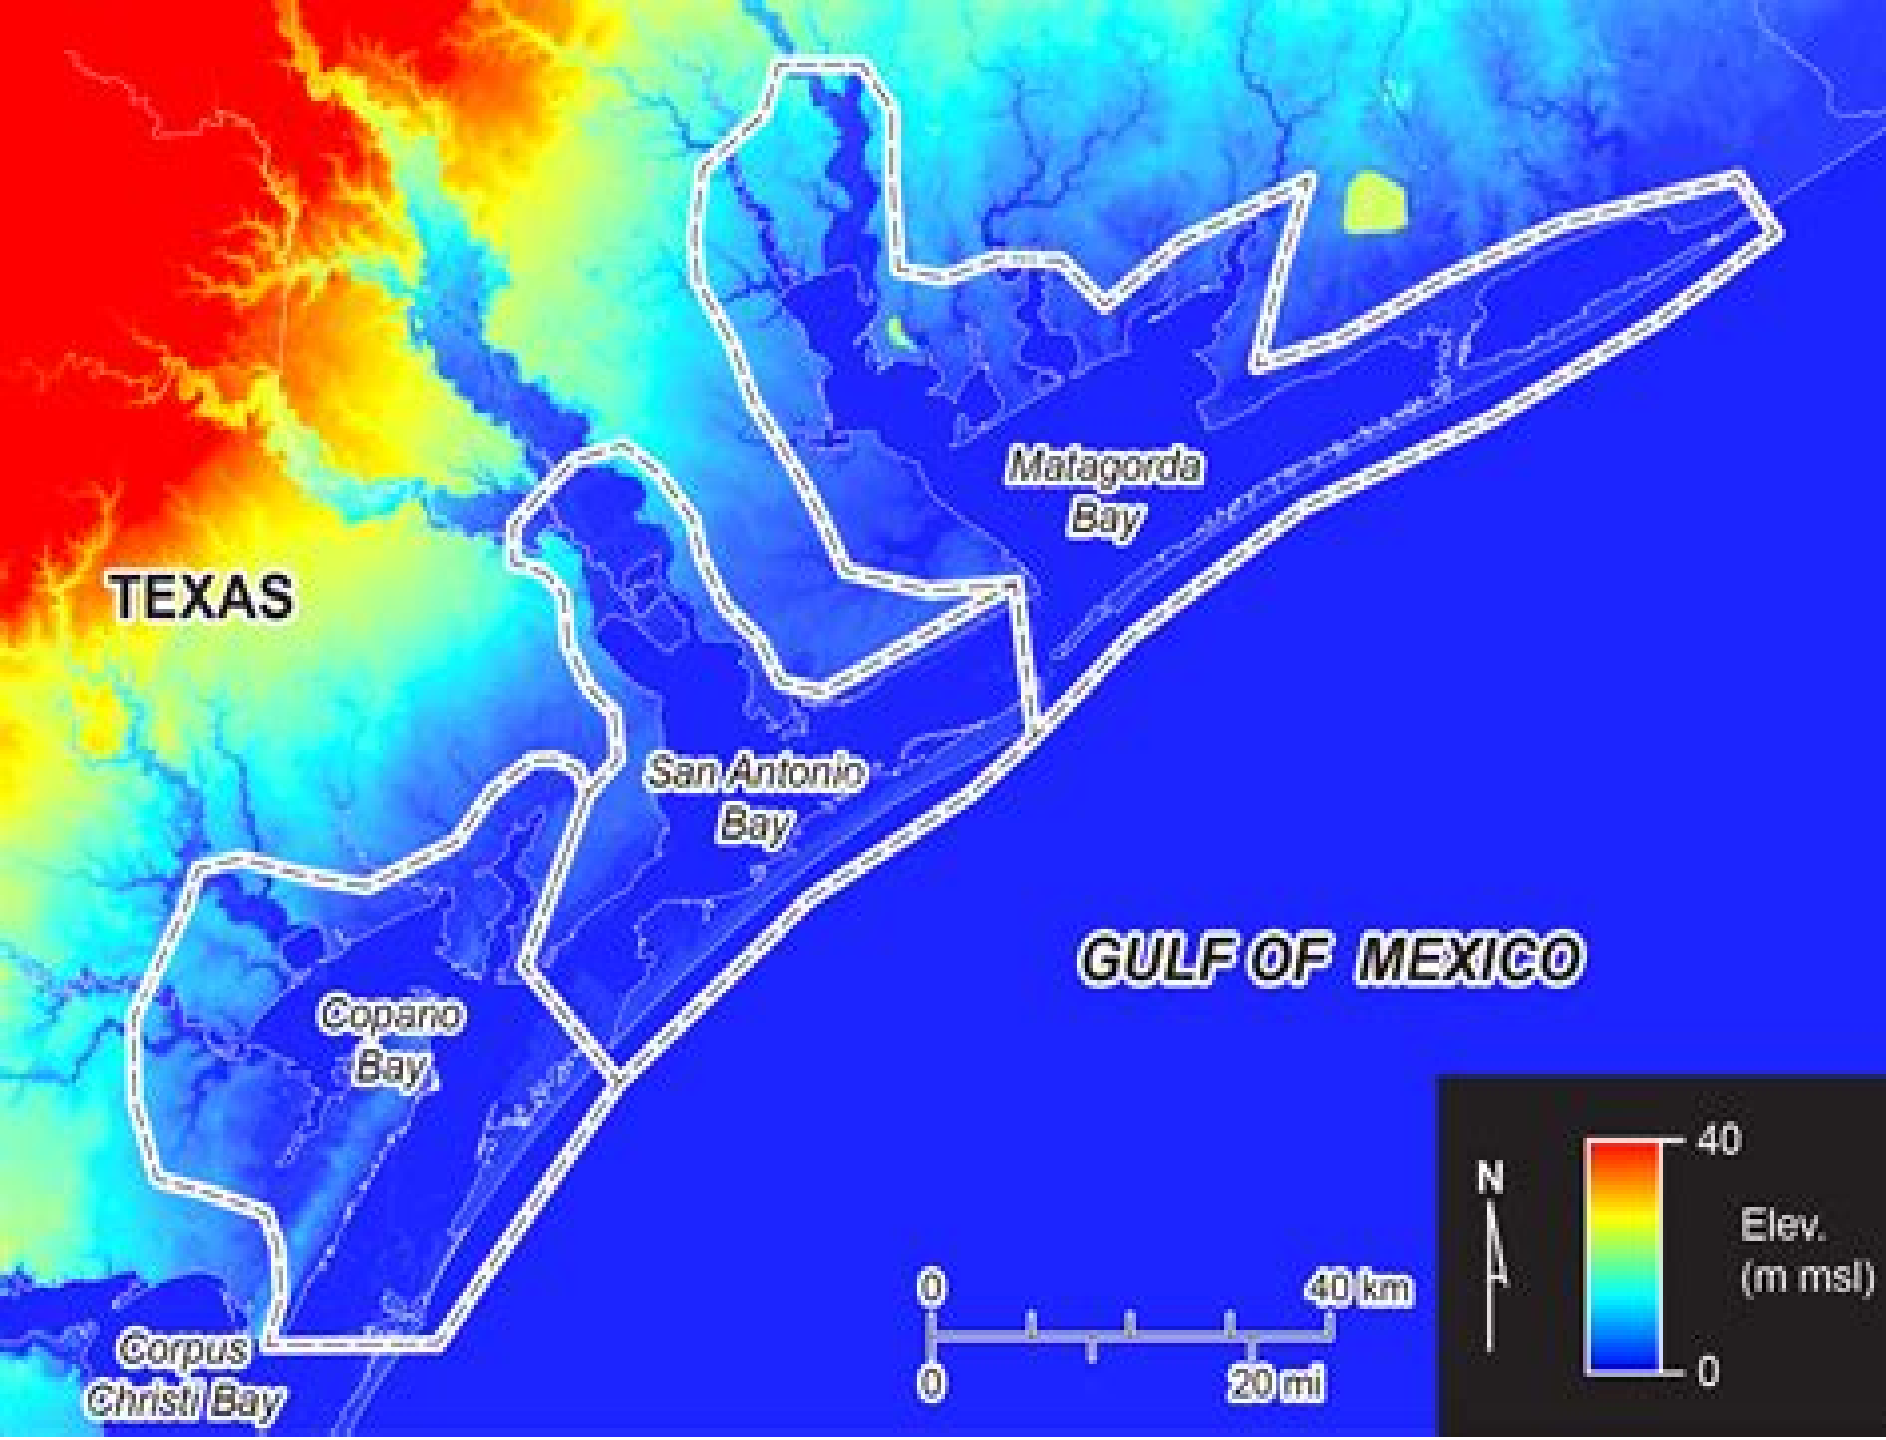 Matagorda
Bay
TEXAS
San Antonio
Bay
GULF OF MEXICO
Copano
Bay
Corpus
Christi Bay
0 40 km
0 20 mi
N
40
Elev.
(m msl)
0